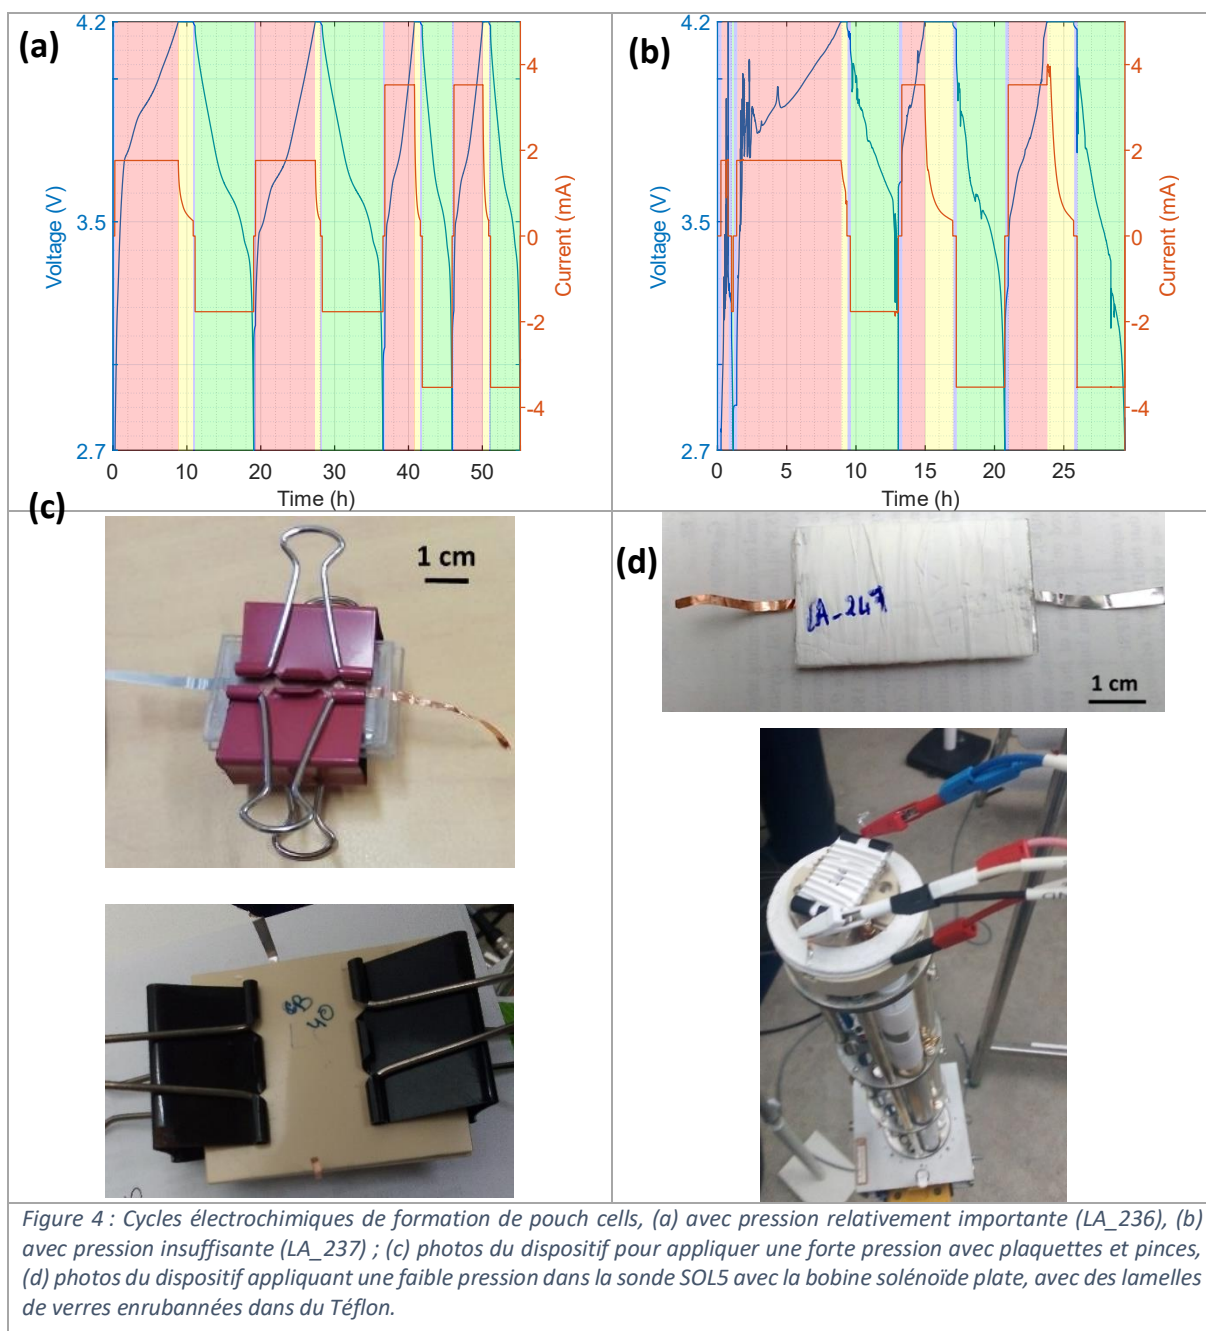 (a)
4.2
3.5
2.7
Voltage (V)
4
2
0
-2
-4
Current (mA)
0 10 20 30 40 50
Time (h)
(b)
4.2
3.5
2.7
Voltage (V)
4
2
0
-2
-4
Current (mA)
0 5 10 15 20 25
Time (h)
(c)
1 cm
(d)
LA_247
1 cm
40
Figure 4 : Cycles électrochimiques de formation de pouch cells, (a) avec pression relativement importante (LA_236), (b)
avec pression insuffisante (LA_237) ; (c) photos du dispositif pour appliquer une forte pression avec plaquettes et pinces,
(d) photos du dispositif appliquant une faible pression dans la sonde SOL5 avec la bobine solénoïde plate, avec des lamelles
de verres enrubannées dans du Téflon.